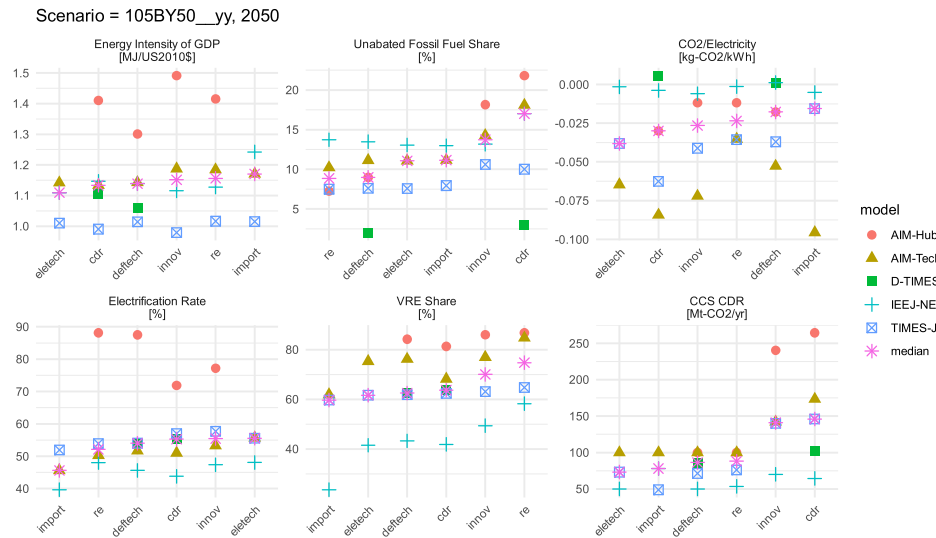 Scenario = 105BY50__yy, 2050
Energy Intensity of GDP
[MJ/US2010$]
1.5
1.4
1.3
1.2
1.1
1.0
eletech
cdr
deftech
innov
re
import
Unabated Fossil Fuel Share
[%]
20
15
10
5
re
deftech
eletech
import
innov
cdr
CO2/Electricity
[kg-CO2/kWh]
0.000
-0.025
-0.050
-0.075
-0.100
eletech
cdr
innov
re
deftech
import
Electrification Rate
[%]
90
80
70
60
50
40
import
re
deftech
cdr
innov
eletech
VRE Share
[%]
80
60
40
import
eletech
deftech
cdr
innov
re
CCS CDR
[Mt-CO2/yr]
250
200
150
100
50
eletech
import
deftech
re
innov
cdr
model
AIM-Hub
AIM-Tech
D-TIMES
IEEJ-NE
TIMES-J
median